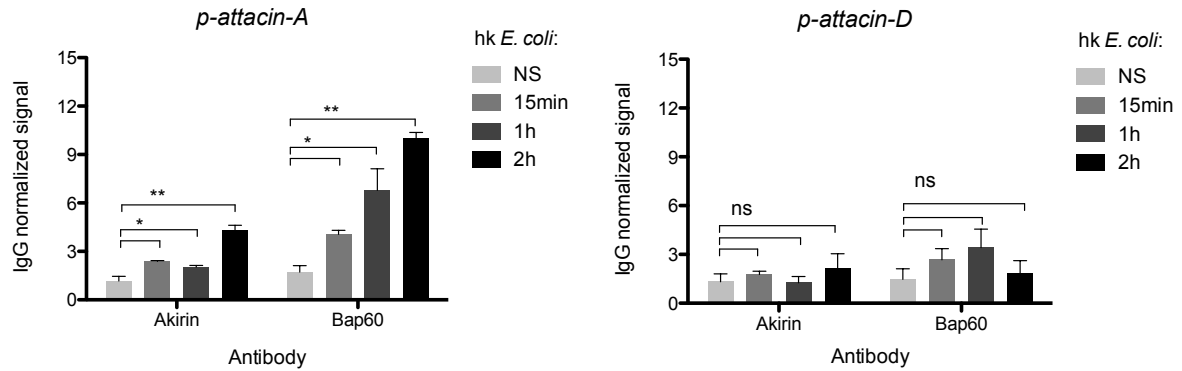 p-attacin-A
hk E. coli:
NS
15min
1h
2h
IgG normalized signal
15
12
9
6
3
0
**
*
**
*
Akirin
Bap60
Antibody
p-attacin-D
hk E. coli:
NS
15min
1h
2h
IgG normalized signal
15
12
9
6
3
0
ns
ns
Akirin
Bap60
Antibody